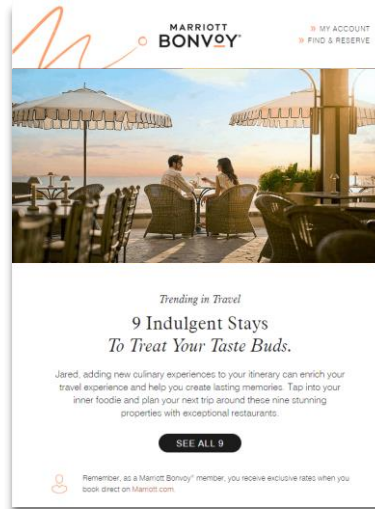 MARRIOTT
BONVOY™
» MY ACCOUNT
» FIND & RESERVE
Trending in Travel
9 Indulgent Stays
To Treat Your Taste Buds.
Jared, adding new culinary experiences to your itinerary can enrich your
travel experience and help you create lasting memories. Tap into your
inner foodie and plan your next trip around these nine stunning
properties with exceptional restaurants.
SEE ALL 9
Remember, as a Marriott Bonvoy® member, you receive exclusive rates when you
book direct on Marriott.com.